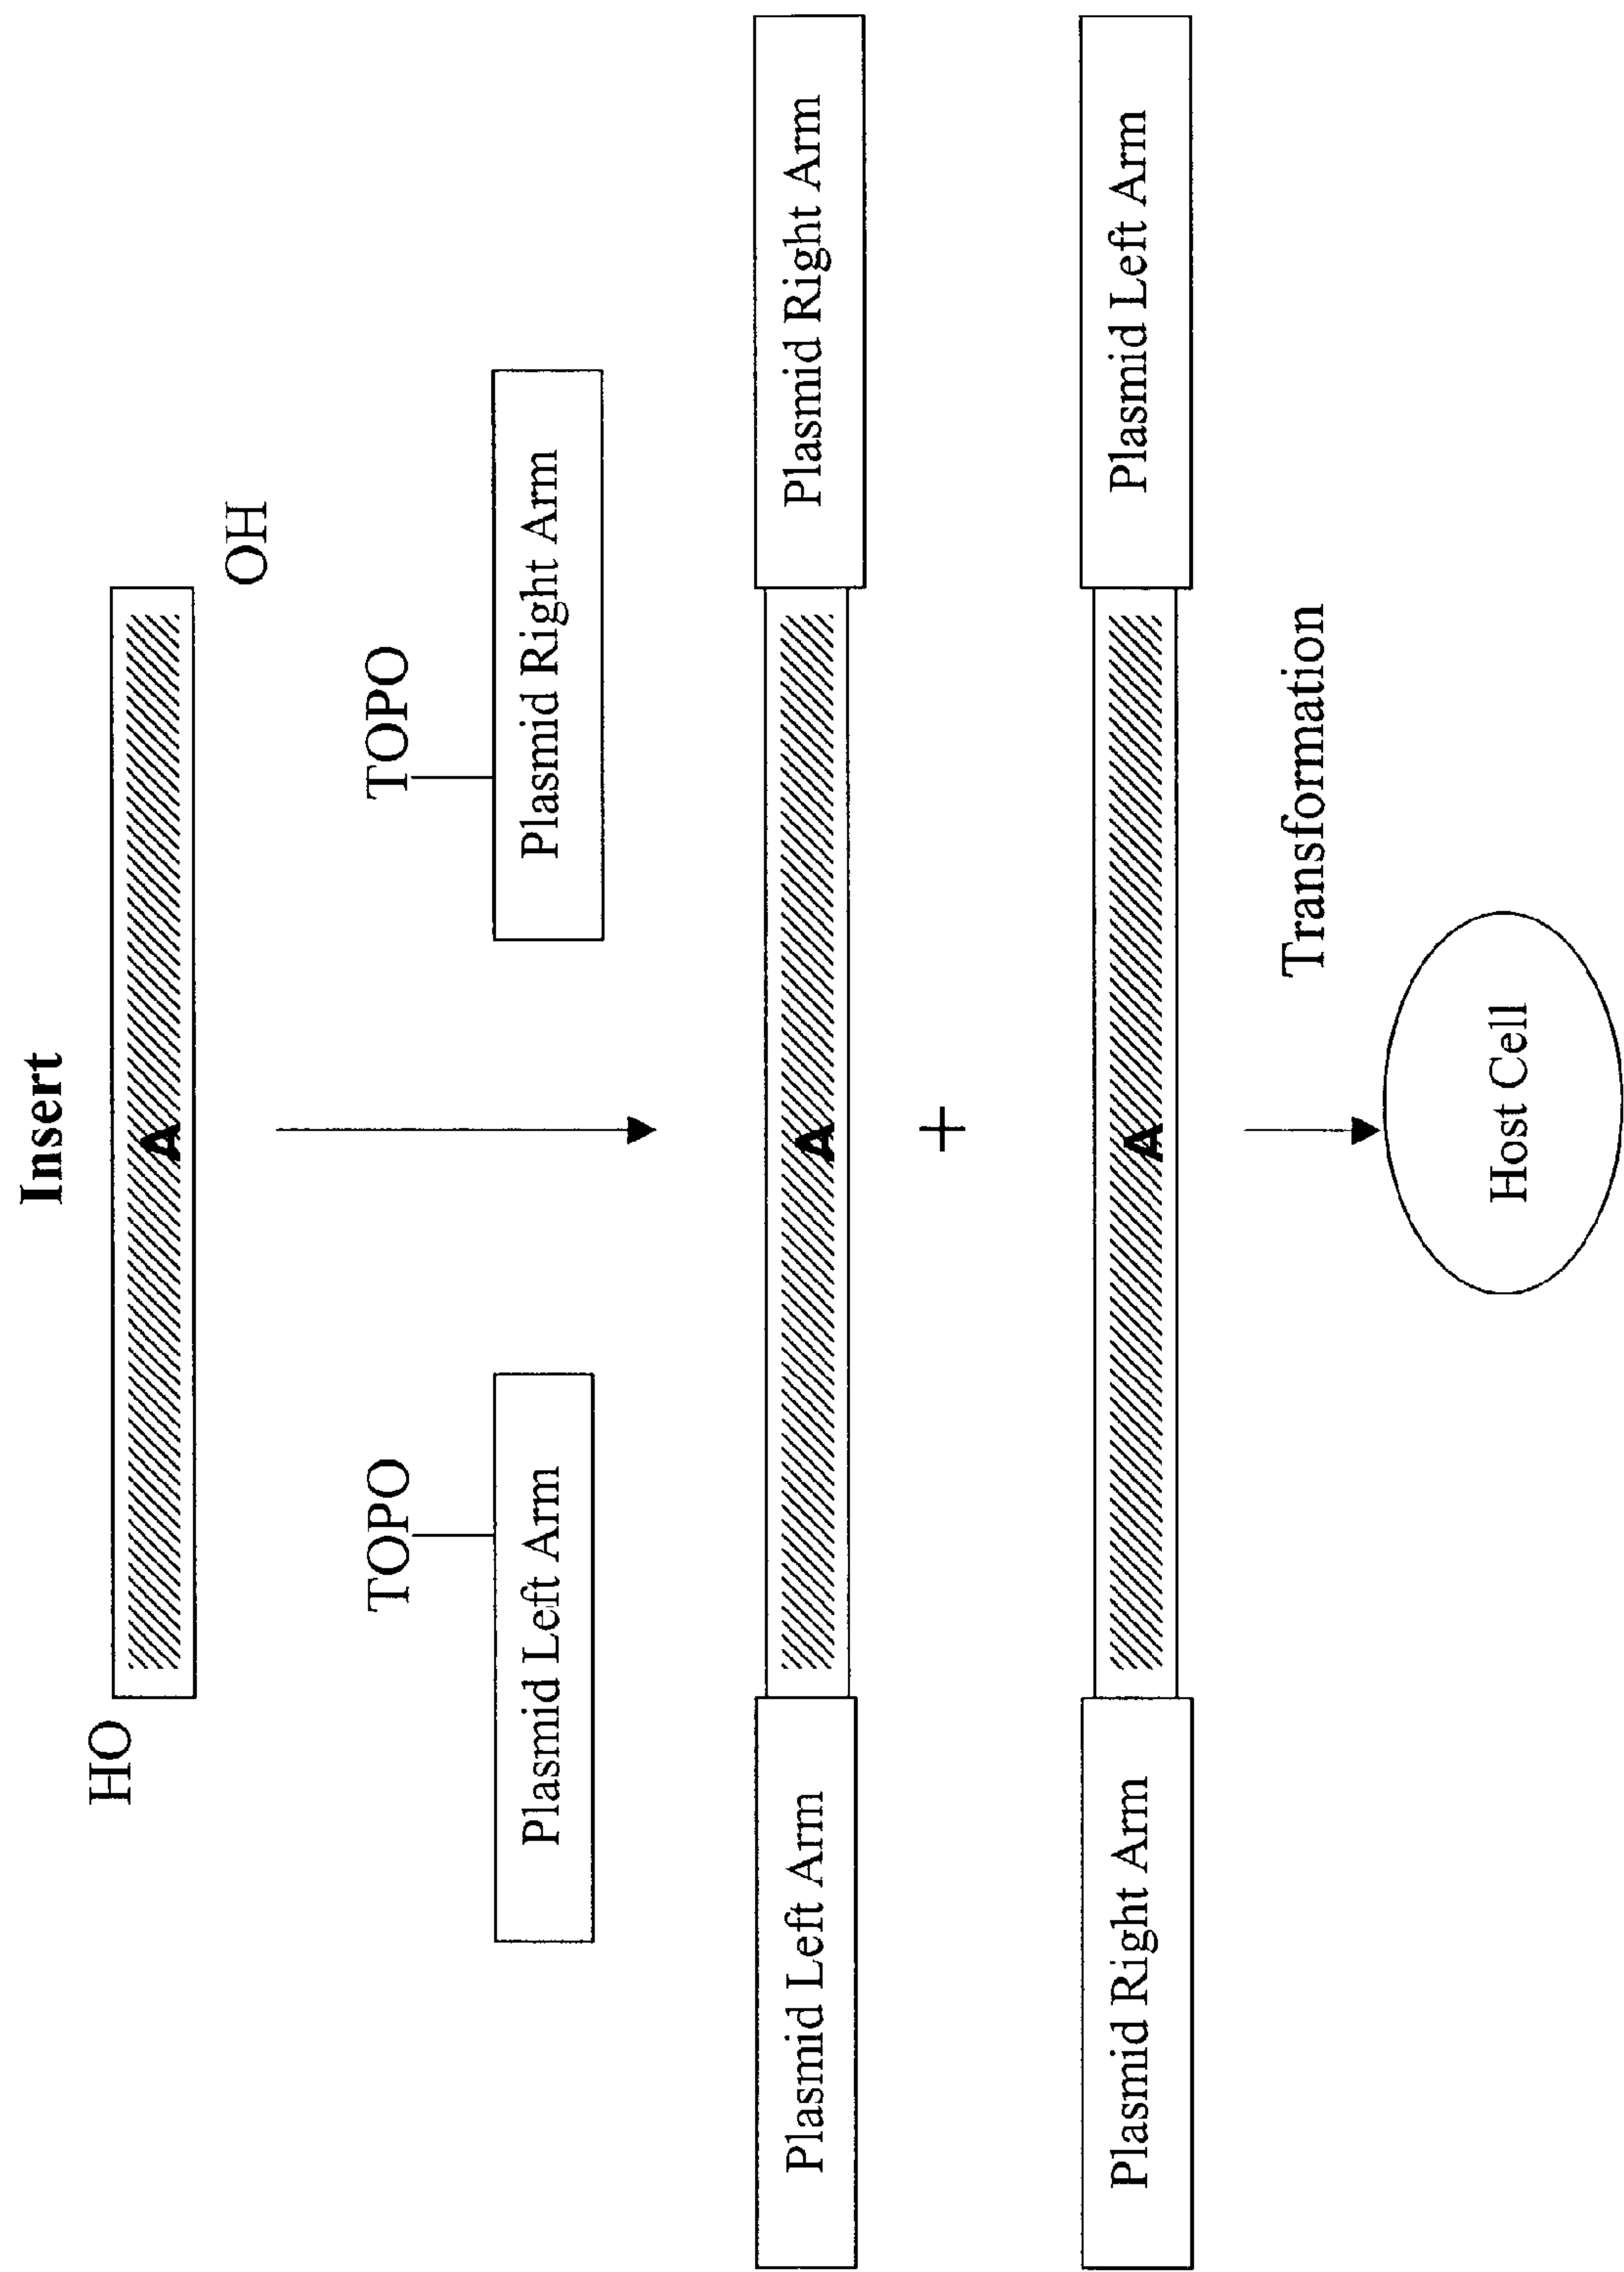 Insert
HO
A
OH
TOPO
TOPO
Plasmid Left Arm
Plasmid Right Arm
Plasmid Left Arm
A
Plasmid Right Arm
+
Plasmid Right Arm
A
Plasmid Left Arm
Transformation
Host Cell